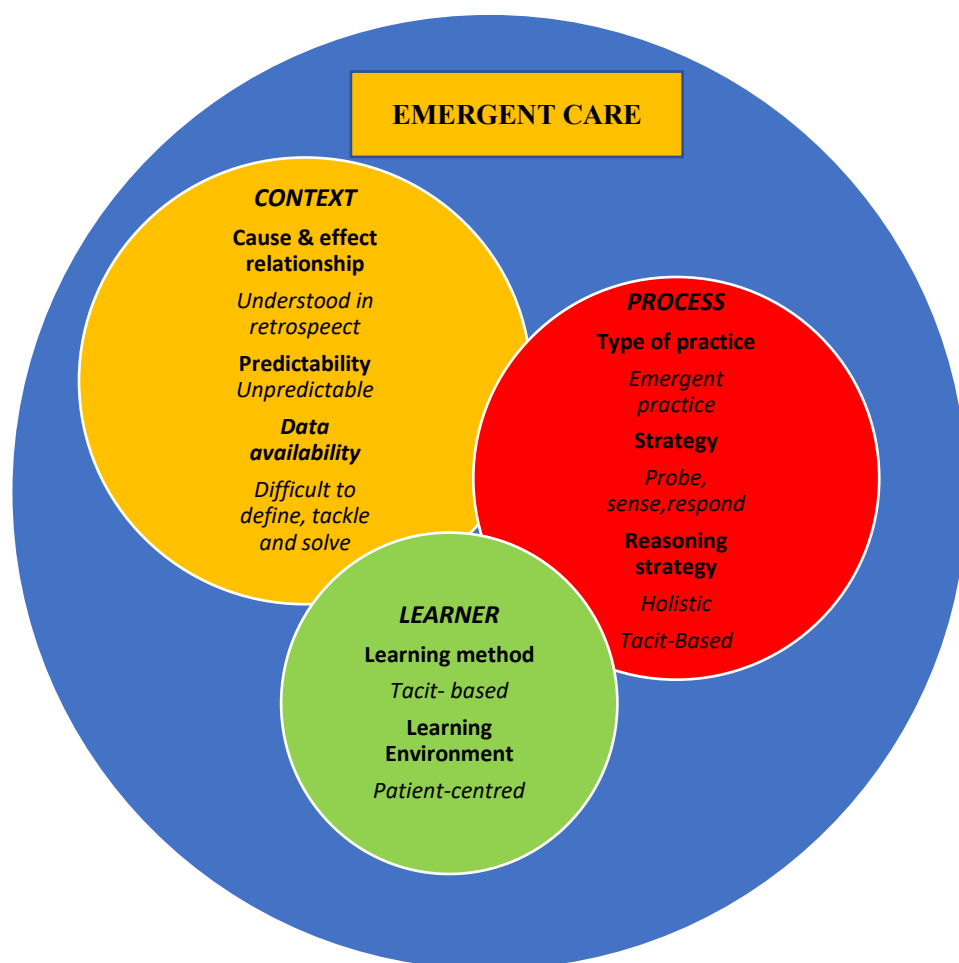 EMERGENT CARE
CONTEXT
Cause & effect
relationship
Understood in
retrospeect
Predictability
Unpredictable
Data
availability
Difficult to
define, tackle
and solve
PROCESS
Type of practice
Emergent
practice
Strategy
Probe,
sense,respond
Reasoning
strategy
Holistic
Tacit-Based
LEARNER
Learning method
Tacit- based
Learning
Environment
Patient-centred